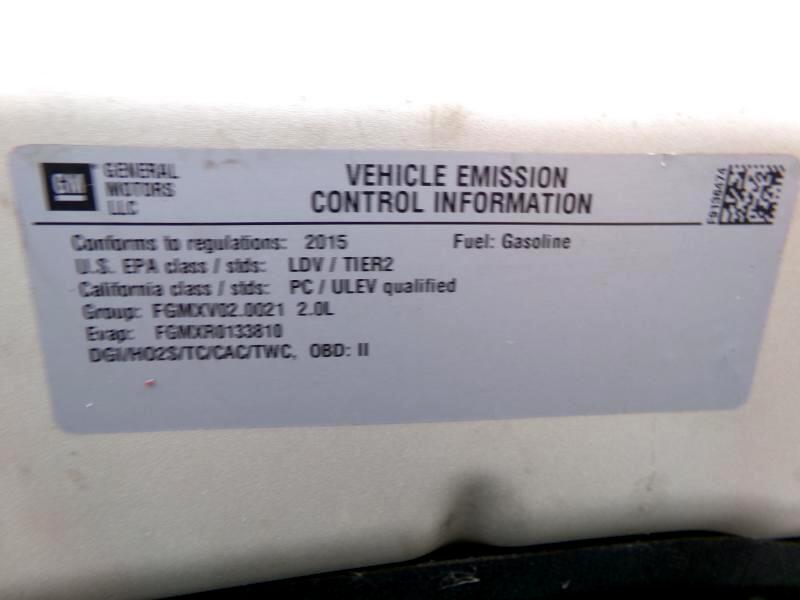 GM GENERAL MOTORS LLC
VEHICLE EMISSION
CONTROL INFORMATION
F9136474
Conforms to regulations: 2015 Fuel: Gasoline
U.S. EPA class / stds: LDV / TIER2
California class / stds: PC / ULEV qualified
Group: FGMXV02.0021 2.0L
Evap: FGMXR0133810
DGI/HO2S/TC/CAC/TWC, OBD: II